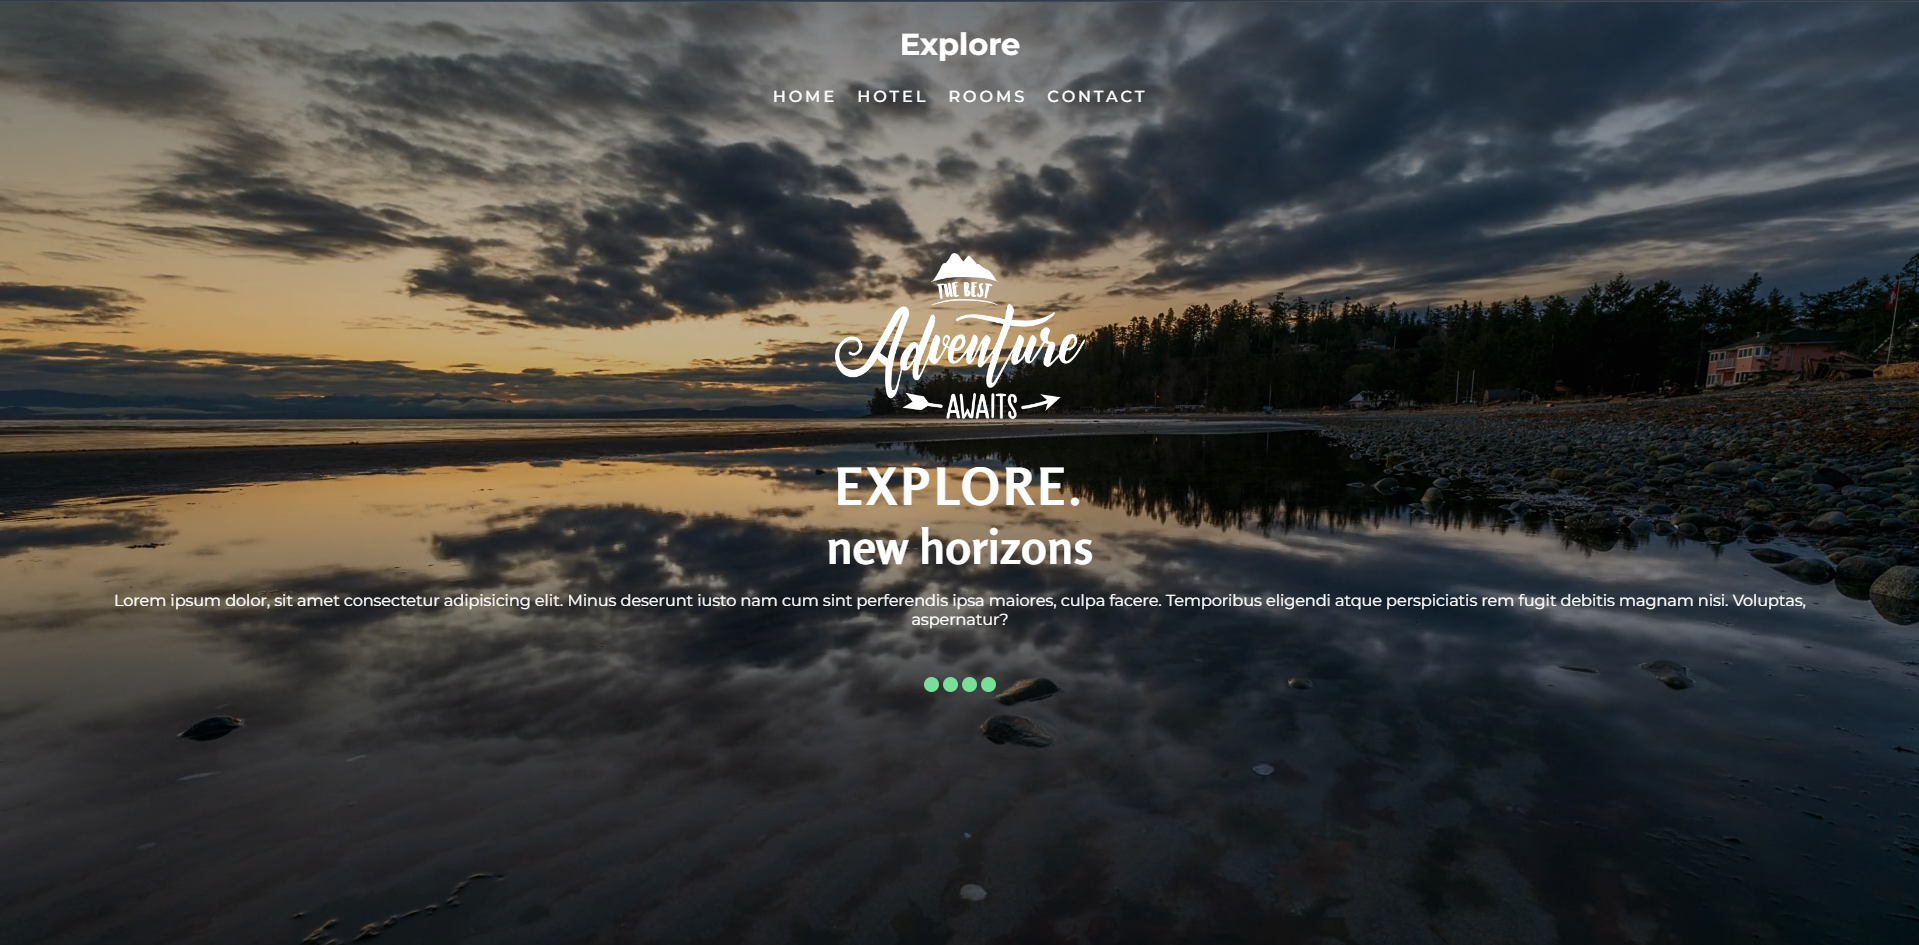 Explore
HOME HOTEL ROOMS CONTACT
THE BEST
Adventure
AWAITS
EXPLORE.
new horizons
Lorem ipsum dolor, sit amet consectetur adipisicing elit. Minus deserunt iusto nam cum sint perferendis ipsa maiores, culpa facere. Temporibus eligendi atque perspiciatis rem fugit debitis magnam nisi. Voluptas,
aspernatur?